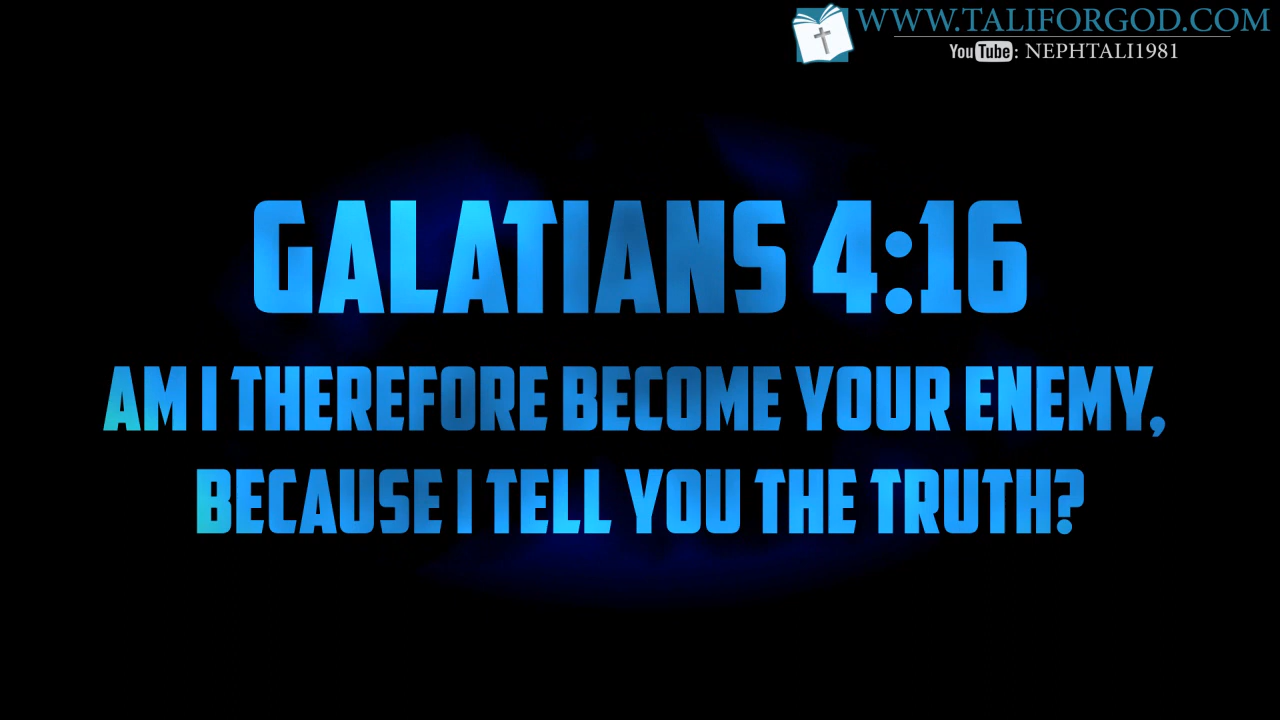 WWW.TALIFORGOD.COM
YouTube: NEPHTALI1981
GALATIANS 4:16
AM I THEREFORE BECOME YOUR ENEMY,
BECAUSE I TELL YOU THE TRUTH?